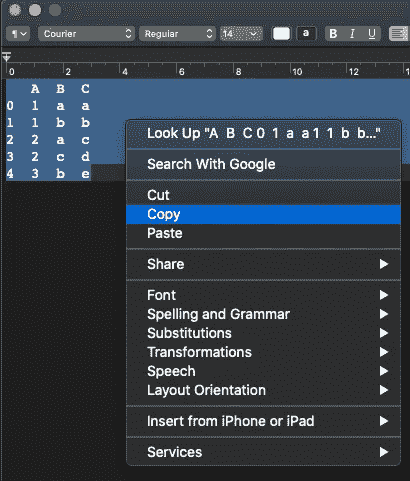 ¶ Courier Regular 14 a B I U
0 2 4 6 8 10 12 14
A B C
0 1 a a
1 1 b b
2 2 a c
3 2 c d
4 3 b e
Look Up "A B C 0 1 a a 1 1 b b..."
Search With Google
Cut
Copy
Paste
Share
Font
Spelling and Grammar
Substitutions
Transformations
Speech
Layout Orientation
Insert from iPhone or iPad
Services